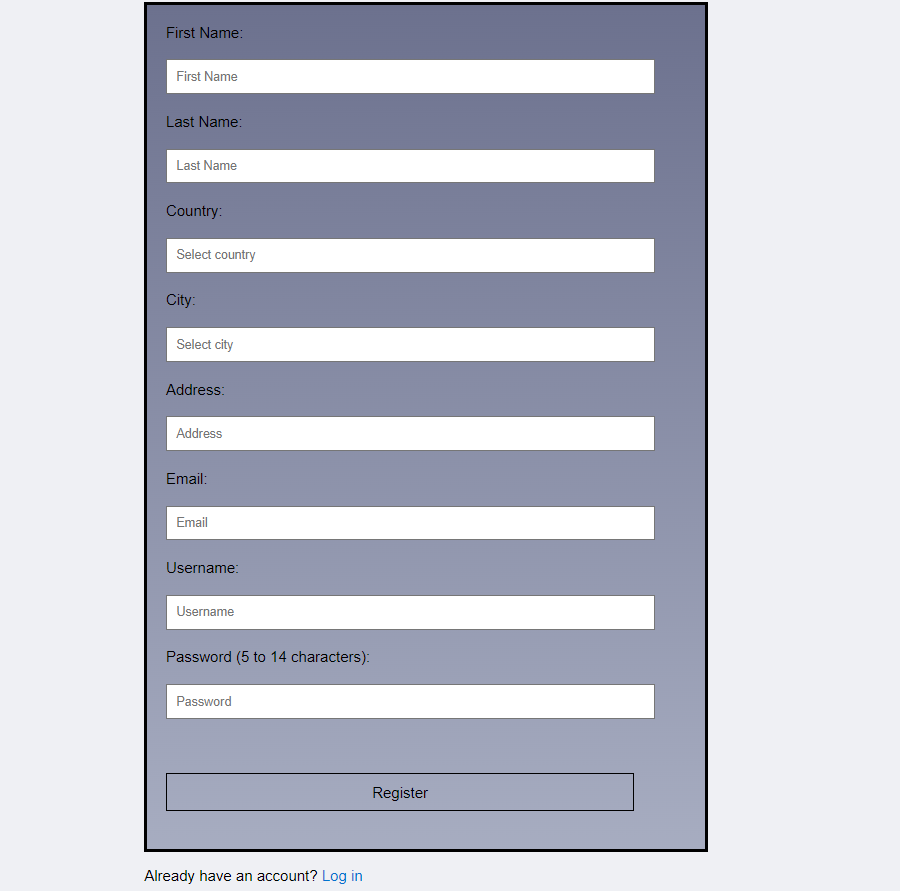 First Name:
First Name
Last Name:
Last Name
Country:
Select country
City:
Select city
Address:
Address
Email:
Email
Username:
Username
Password (5 to 14 characters):
Password
Register
Already have an account? Log in